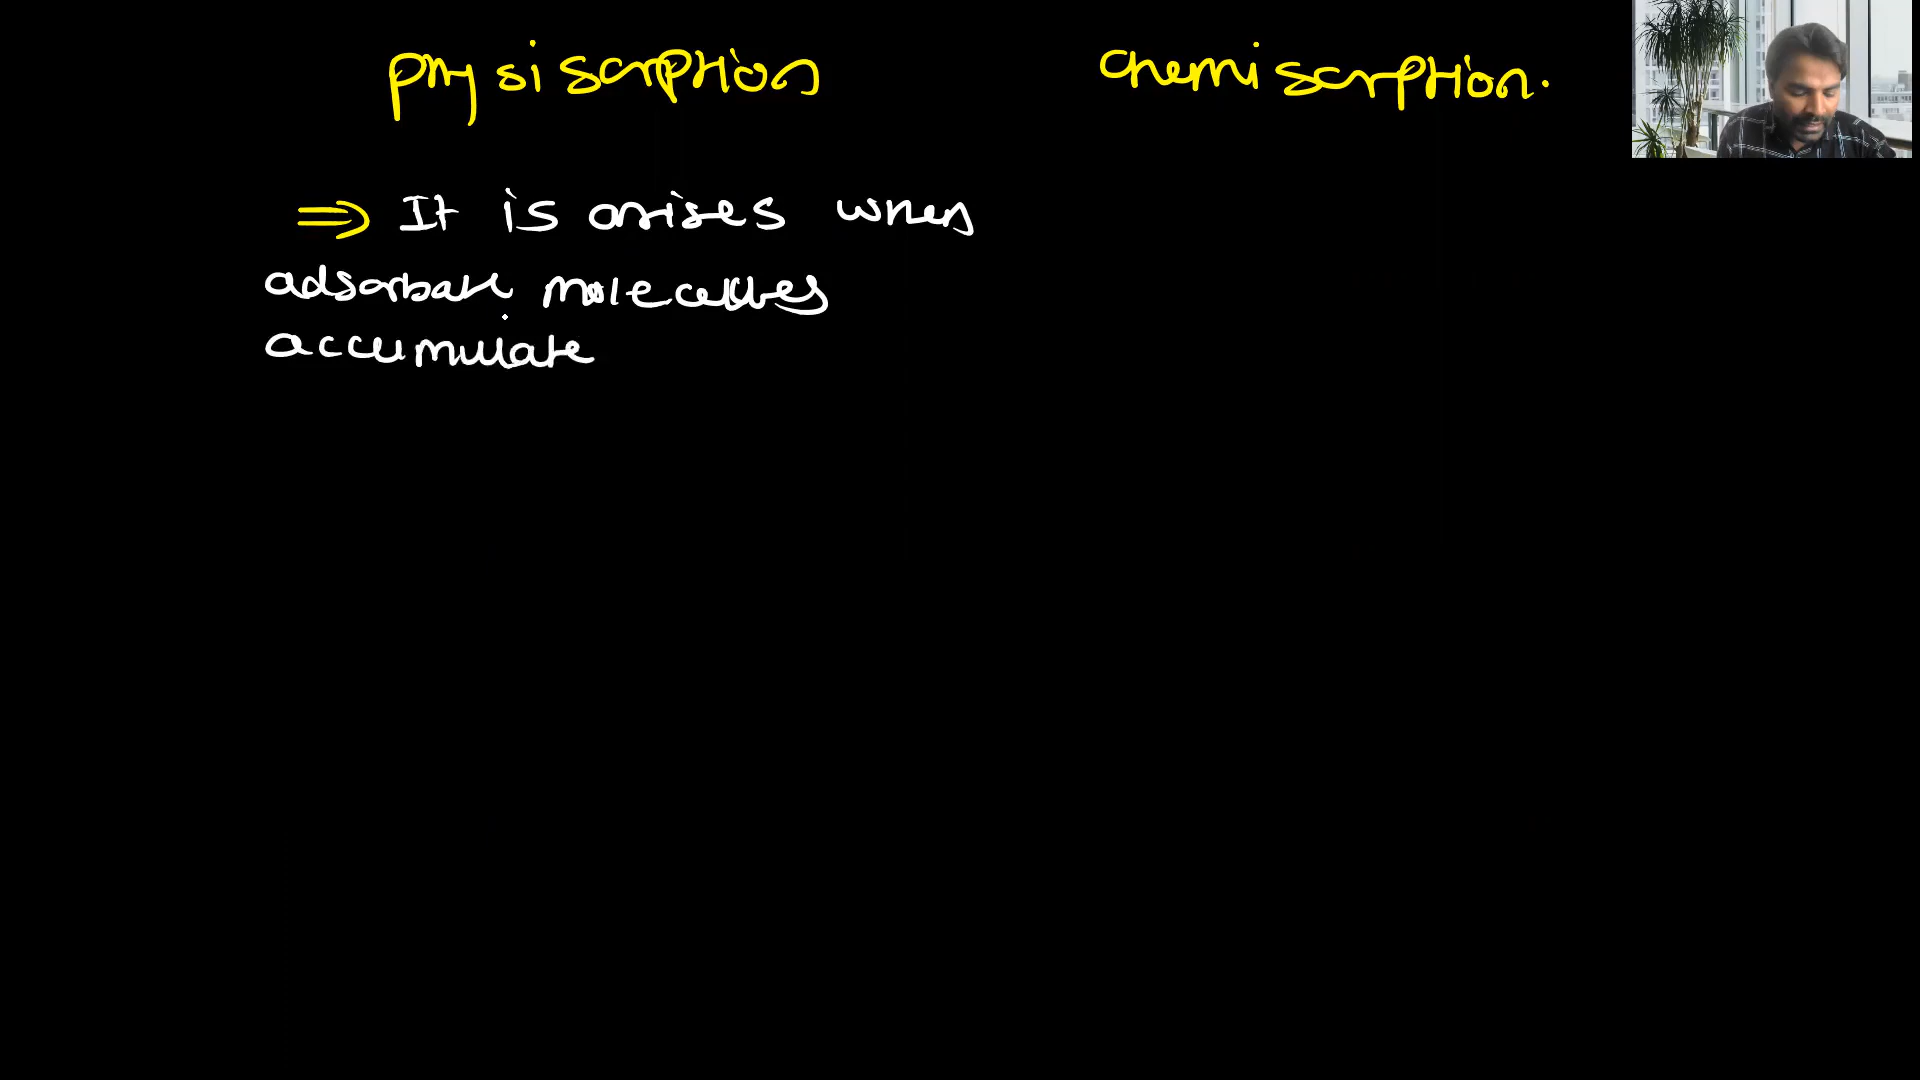 physisorption
chemisorption.
⇒ It is arises when
adsorbate molecules
accumulate